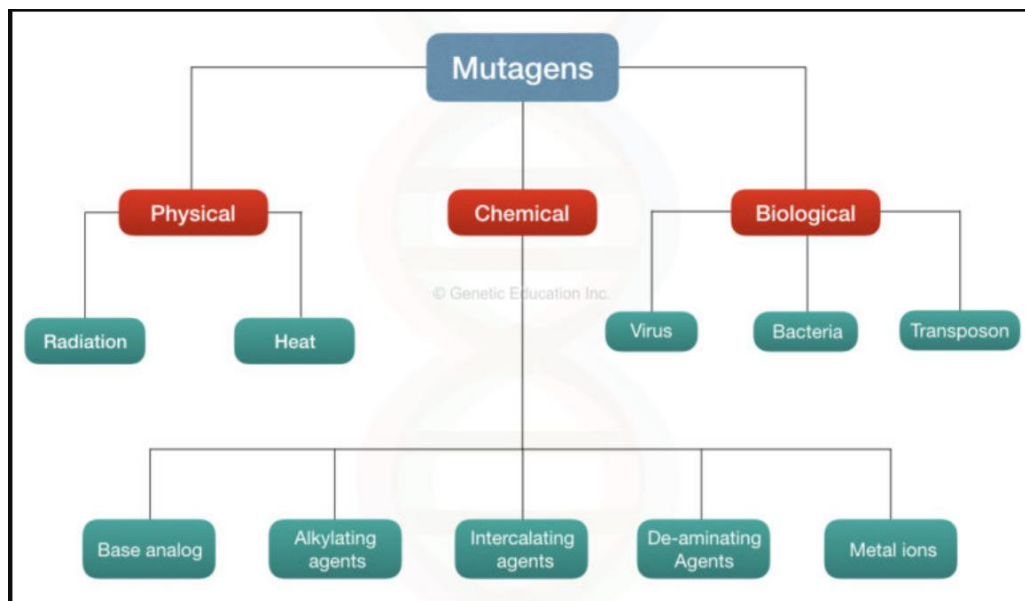 Mutagens
Physical
Chemical
Biological
© Genetic Education Inc.
Radiation
Heat
Virus
Bacteria
Transposon
Base analog
Alkylating
agents
Intercalating
agents
De-aminating
Agents
Metal ions